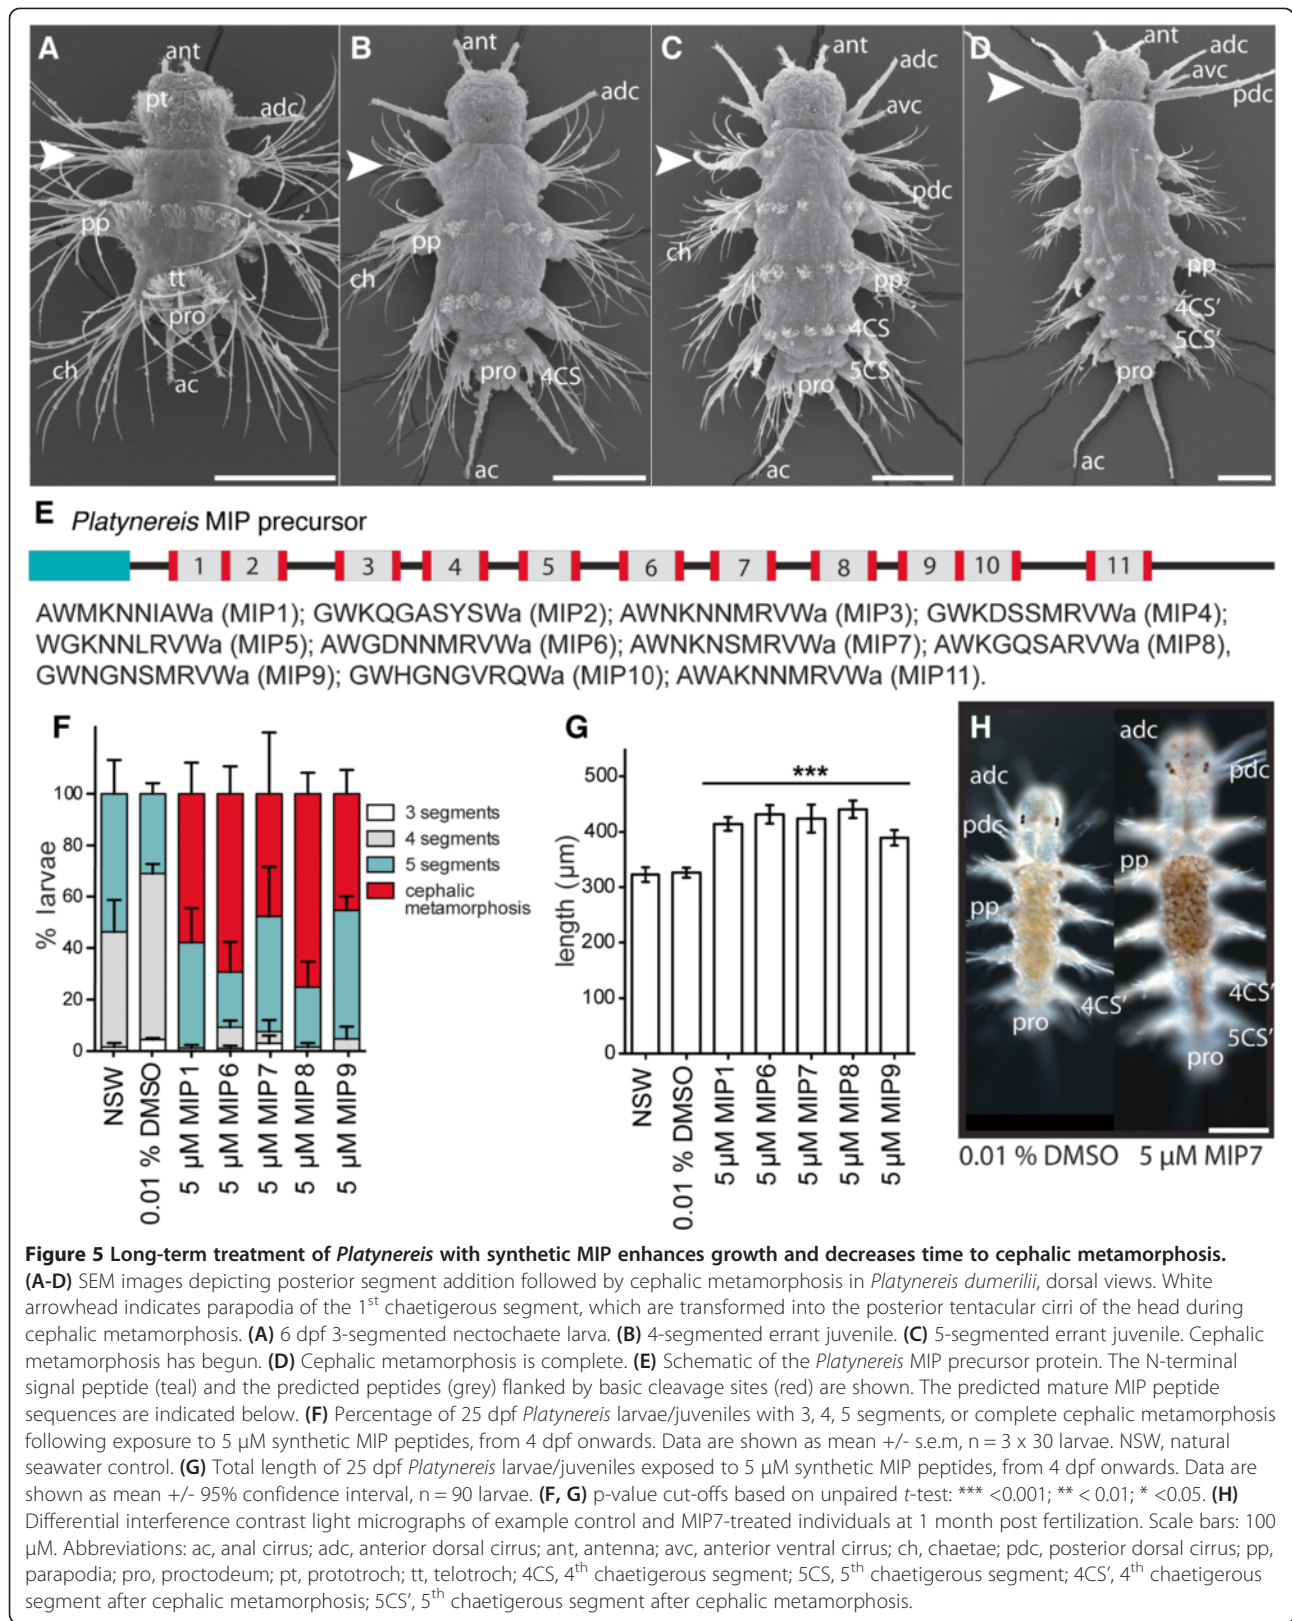 A
ant
pt
adc
pp
tt
pro
ch
ac
B
ant
adc
pp
ch
pro
4CS
ac
C
ant
adc
avc
pdc
ch
pp
4CS
5CS
pro
ac
D
ant
adc
avc
pdc
pp
4CS'
5CS'
pro
ac
E Platynereis MIP precursor
1 2 3 4 5 6 7 8 9 10 11
AWMKNNIAWa (MIP1); GWKQGASYSWa (MIP2); AWNKNNMRVWa (MIP3); GWKDSSMRVWa (MIP4);
WGKNNLRVWa (MIP5); AWGDNNMRVWa (MIP6); AWNKNSMRVWa (MIP7); AWKGQSARVWa (MIP8),
GWNGNSMRVWa (MIP9); GWHGNGVRQWa (MIP10); AWAKNNMRVWa (MIP11).
F
% larvae
100
80
60
40
20
0
NSW
0.01 % DMSO
5 µM MIP1
5 µM MIP6
5 µM MIP7
5 µM MIP8
5 µM MIP9
3 segments
4 segments
5 segments
cephalic
metamorphosis
G
length (µm)
500
400
300
200
100
0
***
NSW
0.01 % DMSO
5 µM MIP1
5 µM MIP6
5 µM MIP7
5 µM MIP8
5 µM MIP9
H
adc
pdc
pp
4CS'
pro
adc
pdc
pp
4CS'
5CS'
pro
0.01 % DMSO 5 µM MIP7
Figure 5 Long-term treatment of Platynereis with synthetic MIP enhances growth and decreases time to cephalic metamorphosis.
(A-D) SEM images depicting posterior segment addition followed by cephalic metamorphosis in Platynereis dumerilii, dorsal views. White
arrowhead indicates parapodia of the 1st chaetigerous segment, which are transformed into the posterior tentacular cirri of the head during
cephalic metamorphosis. (A) 6 dpf 3-segmented nectochaete larva. (B) 4-segmented errant juvenile. (C) 5-segmented errant juvenile. Cephalic
metamorphosis has begun. (D) Cephalic metamorphosis is complete. (E) Schematic of the Platynereis MIP precursor protein. The N-terminal
signal peptide (teal) and the predicted peptides (grey) flanked by basic cleavage sites (red) are shown. The predicted mature MIP peptide
sequences are indicated below. (F) Percentage of 25 dpf Platynereis larvae/juveniles with 3, 4, 5 segments, or complete cephalic metamorphosis
following exposure to 5 µM synthetic MIP peptides, from 4 dpf onwards. Data are shown as mean +/- s.e.m, n = 3 x 30 larvae. NSW, natural
seawater control. (G) Total length of 25 dpf Platynereis larvae/juveniles exposed to 5 µM synthetic MIP peptides, from 4 dpf onwards. Data are
shown as mean +/- 95% confidence interval, n = 90 larvae. (F, G) p-value cut-offs based on unpaired t-test: *** <0.001; ** < 0.01; * <0.05. (H)
Differential interference contrast light micrographs of example control and MIP7-treated individuals at 1 month post fertilization. Scale bars: 100
µM. Abbreviations: ac, anal cirrus; adc, anterior dorsal cirrus; ant, antenna; avc, anterior ventral cirrus; ch, chaetae; pdc, posterior dorsal cirrus; pp,
parapodia; pro, proctodeum; pt, prototroch; tt, telotroch; 4CS, 4th chaetigerous segment; 5CS, 5th chaetigerous segment; 4CS', 4th chaetigerous
segment after cephalic metamorphosis; 5CS', 5th chaetigerous segment after cephalic metamorphosis.